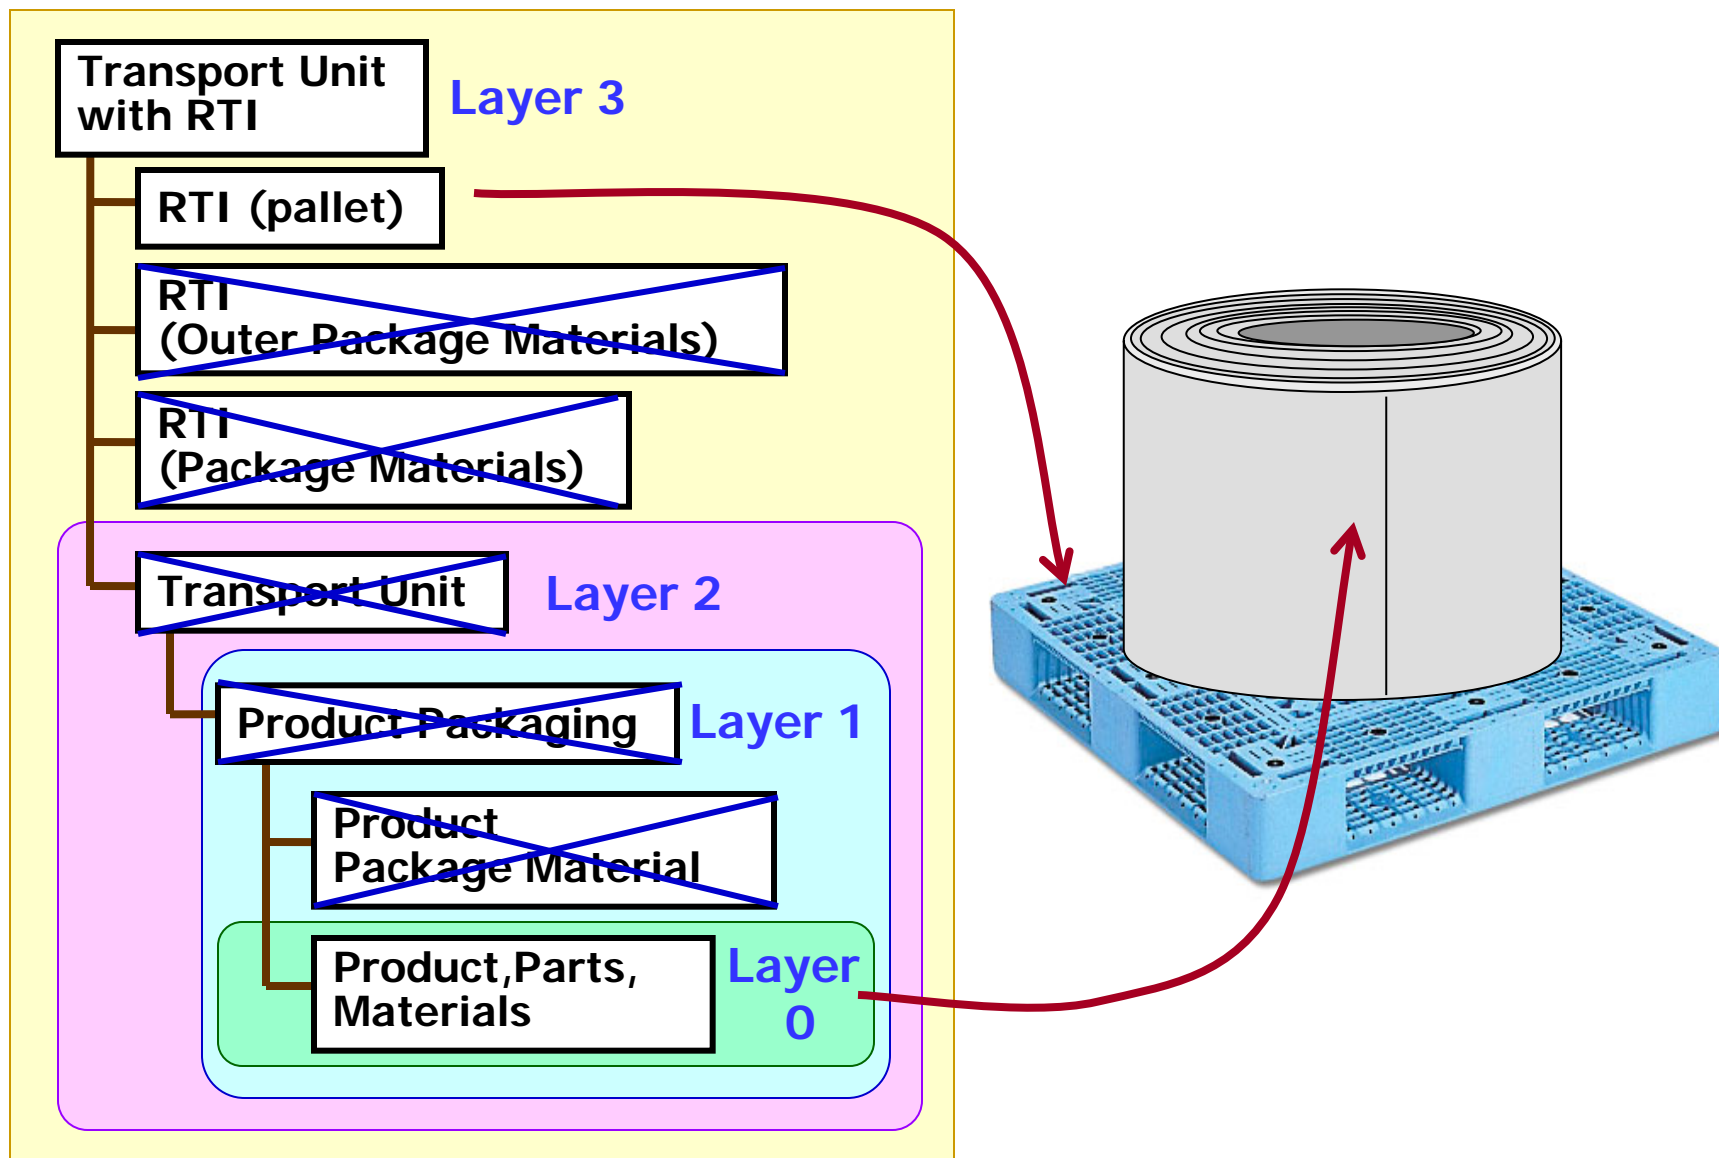 Transport Unit
with RTI
Layer 3
RTI (pallet)
RTI
(Outer Package Materials)
RTI
(Package Materials)
Transport Unit
Layer 2
Product Packaging
Layer 1
Product
Package Material
Product,Parts,
Materials
Layer
0